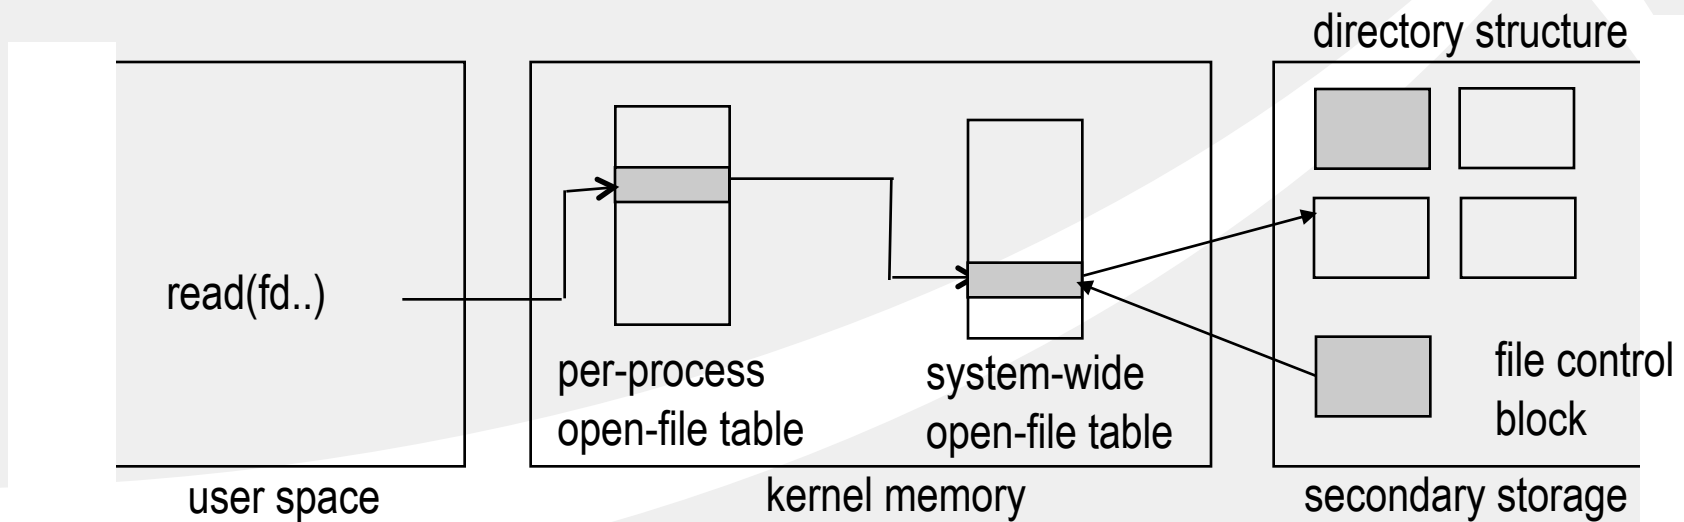 directory structure
read(fd..)
per-process
open-file table
system-wide
open-file table
file control
block
user space
kernel memory
secondary storage